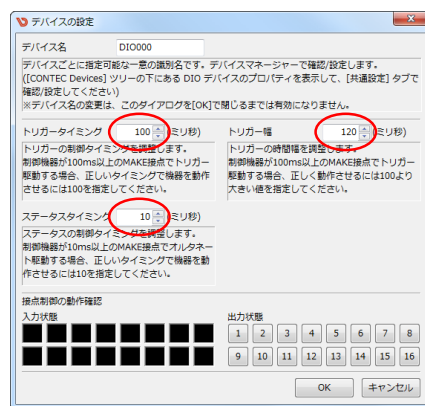 デバイスの設定
デバイス名 DIO000
デバイスごとに指定可能な一意の識別名です。デバイスマネージャーで確認/設定します。
([CONTEC Devices] ツリーの下にある DIO デバイスのプロパティを表示して、[共通設定] タブで
確認/設定してください)
※デバイス名の変更は、このダイアログを[OK]で閉じるまでは有効になりません。
トリガータイミング 100 (ミリ秒)
トリガーの制御タイミングを調整します。
制御機器が100ms以上のMAKE接点でトリガー
駆動する場合、正しいタイミングで機器を動作
させるには100を指定してください。
トリガー幅 120 (ミリ秒)
トリガーの時間幅を調整します。
制御機器が100ms以上のMAKE接点でトリガー
駆動する場合、正しく動作させるには100より
大きい値を指定してください。
ステータスタイミング 10 (ミリ秒)
ステータスの制御タイミングを調整します。
制御機器が10ms以上のMAKE接点でオルタネー
ト駆動する場合、正しいタイミングで機器を動
作させるには10を指定してください。
接点制御の動作確認
入力状態
出力状態
1 2 3 4 5 6 7 8
9 10 11 12 13 14 15 16
OK キャンセル